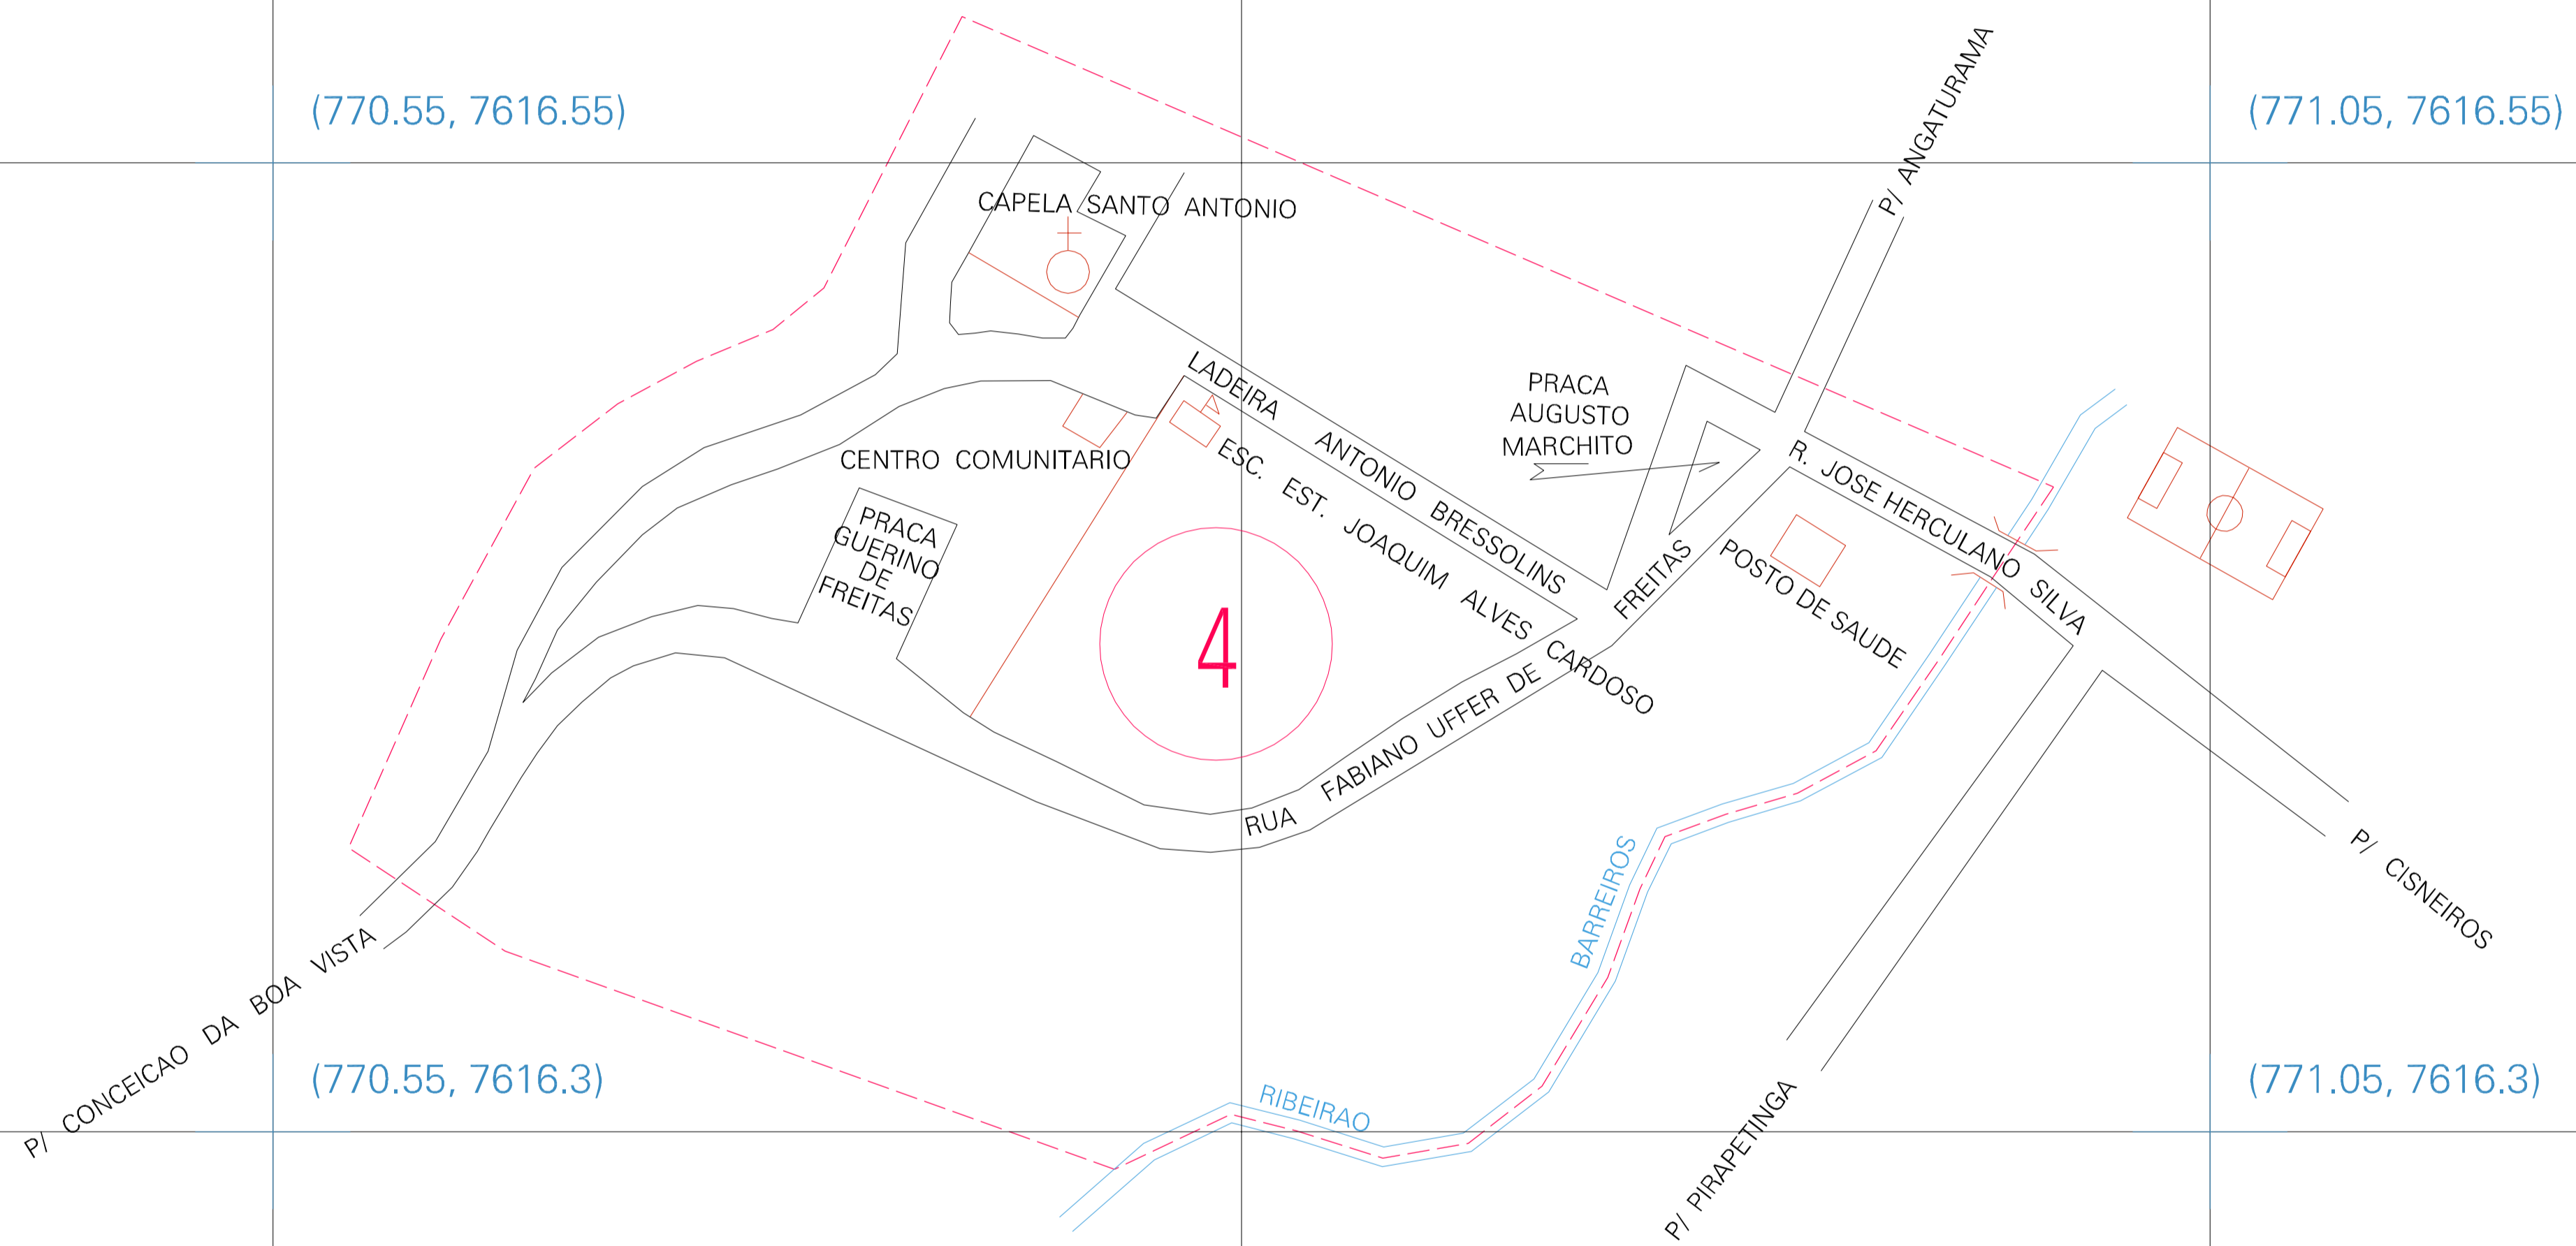 P/ ANGATURAMA
(770.55, 7616.55)
(771.05, 7616.55)
CAPELA SANTO ANTONIO
LADEIRA ANTONIO BRESSOLINS
PRACA
AUGUSTO
MARCHITO
CENTRO COMUNITARIO
ESC. EST. JOAQUIM ALVES CARDOSO
R. JOSE HERCULANO SILVA
PRACA
GUERINO
DE
FREITAS
POSTO DE SAUDE
4
RUA FABIANO UFFER DE FREITAS
P/ CISNEIROS
P/ CONCEICAO DA BOA VISTA
RIBEIRAO BARREIROS
(770.55, 7616.3)
(771.05, 7616.3)
P/ PIRAPETINGA